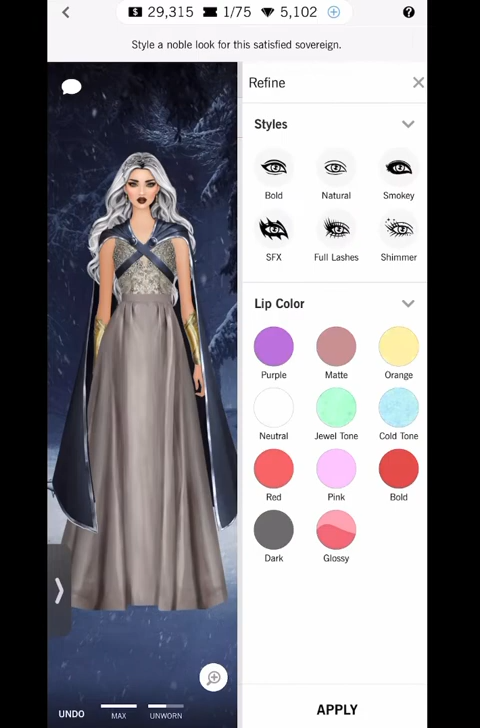 29,315 1/75 5,102
Style a noble look for this satisfied sovereign.
Refine
Styles
Bold Natural Smokey
SFX Full Lashes Shimmer
Lip Color
Purple Matte Orange
Neutral Jewel Tone Cold Tone
Red Pink Bold
Dark Glossy
UNDO MAX UNWORN
APPLY